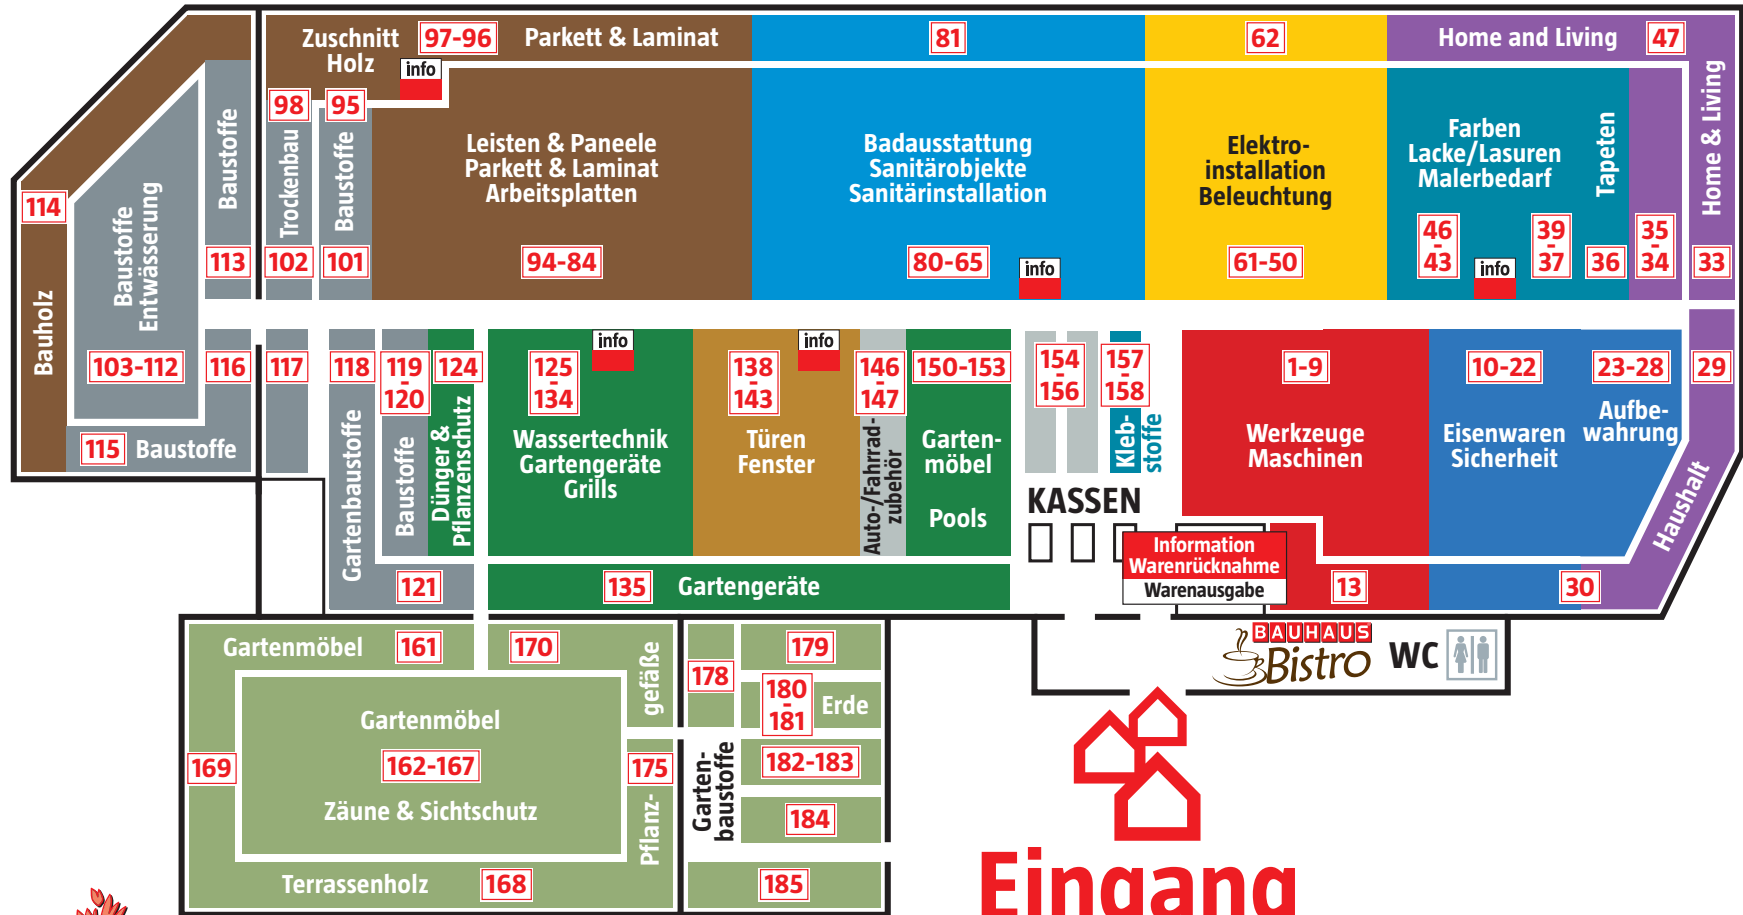 Zuschnitt
Holz
97-96
Parkett & Laminat
81
62
Home and Living
47
info
98
95
Baustoffe
Trockenbau
Baustoffe
Leisten & Paneele
Parkett & Laminat
Arbeitsplatten
Badausstattung
Sanitärobjekte
Sanitärinstallation
Elektro-
installation
Beleuchtung
Farben
Lacke/Lasuren
Malerbedarf
Tapeten
Home & Living
114
Baustoffe
Entwässerung
113
102
101
94-84
80-65
info
61-50
46
-
43
info
39
-
37
36
35
-
34
33
Bauholz
103-112
116
117
118
119
-
120
124
125
-
134
info
138
-
143
info
146
-
147
150-153
154
-
156
157
-
158
1-9
10-22
23-28
29
115
Baustoffe
Gartenbaustoffe
Baustoffe
Dünger &
Pflanzenschutz
Wassertechnik
Gartengeräte
Grills
Türen
Fenster
Auto-/Fahrrad-
zubehör
Garten-
möbel
Pools
Kleb-
stoffe
Werkzeuge
Maschinen
Eisenwaren
Sicherheit
Aufbe-
wahrung
Haushalt
KASSEN
Information
Warenrücknahme
Warenausgabe
121
135
Gartengeräte
13
30
Gartenmöbel
161
170
gefäße
178
179
180
-
181
Erde
BAUHAUS
Bistro
WC
Gartenmöbel
162-167
Zäune & Sichtschutz
169
175
Pflanz-
Garten-
baustoffe
182-183
184
Terrassenholz
168
185
Eingang